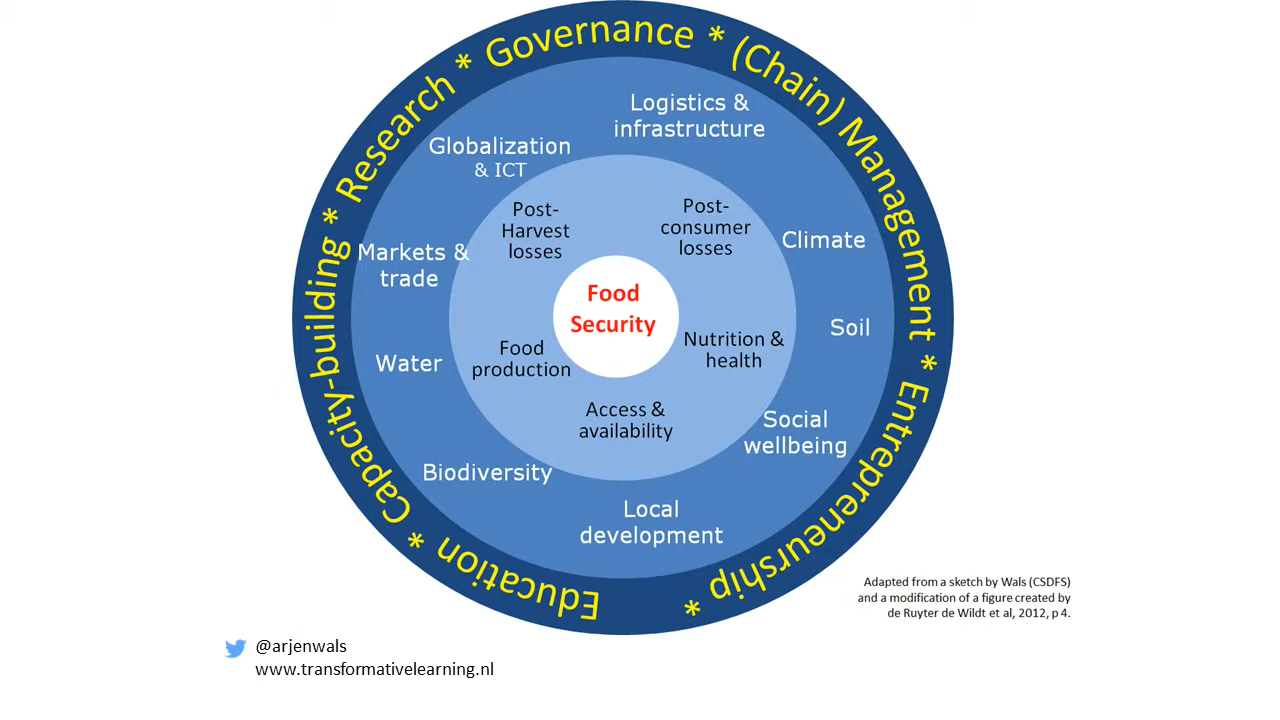 Governance * (Chain) Management * Entrepreneurship * Education * Capacity-building * Research *
Logistics &
infrastructure
Globalization
& ICT
Climate
Markets &
trade
Soil
Water
Social
wellbeing
Biodiversity
Local
development
Post-
Harvest
losses
Post-
consumer
losses
Food
production
Nutrition &
health
Access &
availability
Food
Security
Adapted from a sketch by Wals (CSDFS)
and a modification of a figure created by
de Ruyter de Wildt et al, 2012, p 4.
@arjenwals
www.transformativelearning.nl